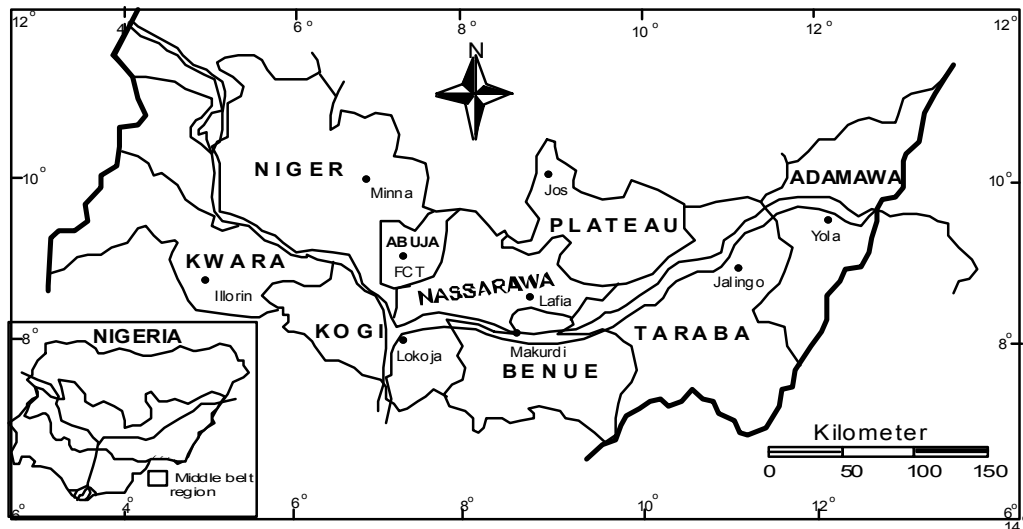 12° 4° 6° 8° 10° 12° 12°
N
NIGER
Minna
Jos
ADAMAWA
10° 10°
PLATEAU
ABUJA
FCT
Yola
KWARA
Illorin
NASSARAWA
Lafia
Jalingo
KOGI
Lokoja
Makurdi
TARABA
BENUE
8° 8°
NIGERIA
Middle belt
region
Kilometer
0 50 100 150
6° 4° 6° 8° 10° 12° 6°
14°